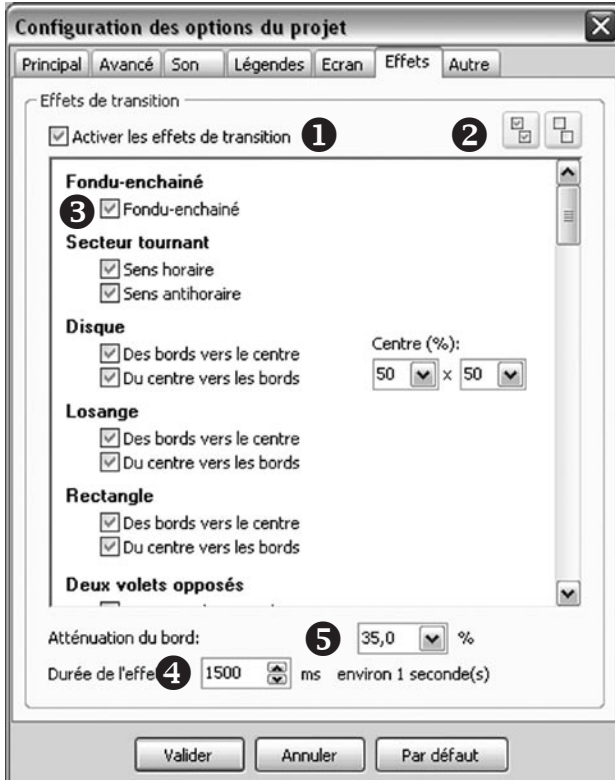 Configuration des options du projet
Principal Avancé Son Légendes Ecran Effets Autre
Effets de transition
Activer les effets de transition 1 2
Fondu-enchainé
3 Fondu-enchainé
Secteur tournant
Sens horaire
Sens antihoraire
Disque
Centre (%):
Des bords vers le centre
50 x 50
Du centre vers les bords
Losange
Des bords vers le centre
Du centre vers les bords
Rectangle
Des bords vers le centre
Du centre vers les bords
Deux volets opposés
Atténuation du bord: 5 35,0 %
Durée de l'effe 4 1500 ms environ 1 seconde(s)
Valider Annuler Par défaut